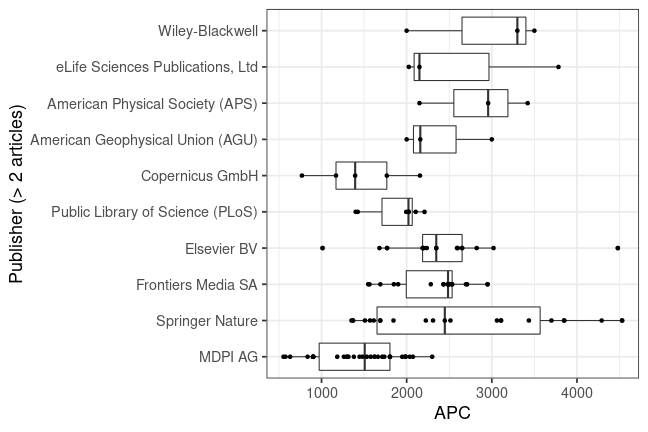 Publisher (> 2 articles)
Wiley-Blackwell
eLife Sciences Publications, Ltd
American Physical Society (APS)
American Geophysical Union (AGU)
Copernicus GmbH
Public Library of Science (PLoS)
Elsevier BV
Frontiers Media SA
Springer Nature
MDPI AG
1000 2000 3000 4000
APC